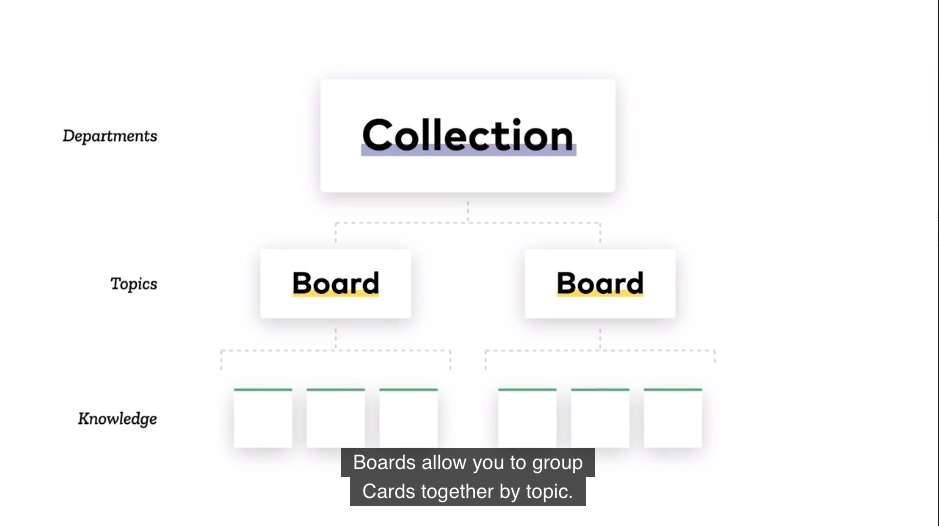 Departments
Collection
Topics
Board
Board
Knowledge
Boards allow you to group
Cards together by topic.